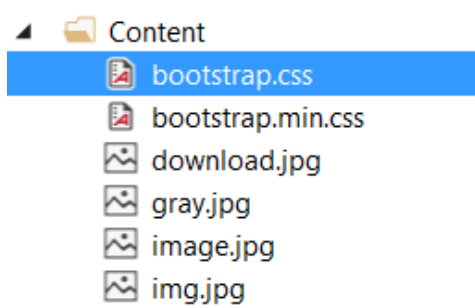 Content
bootstrap.css
bootstrap.min.css
download.jpg
gray.jpg
image.jpg
img.jpg